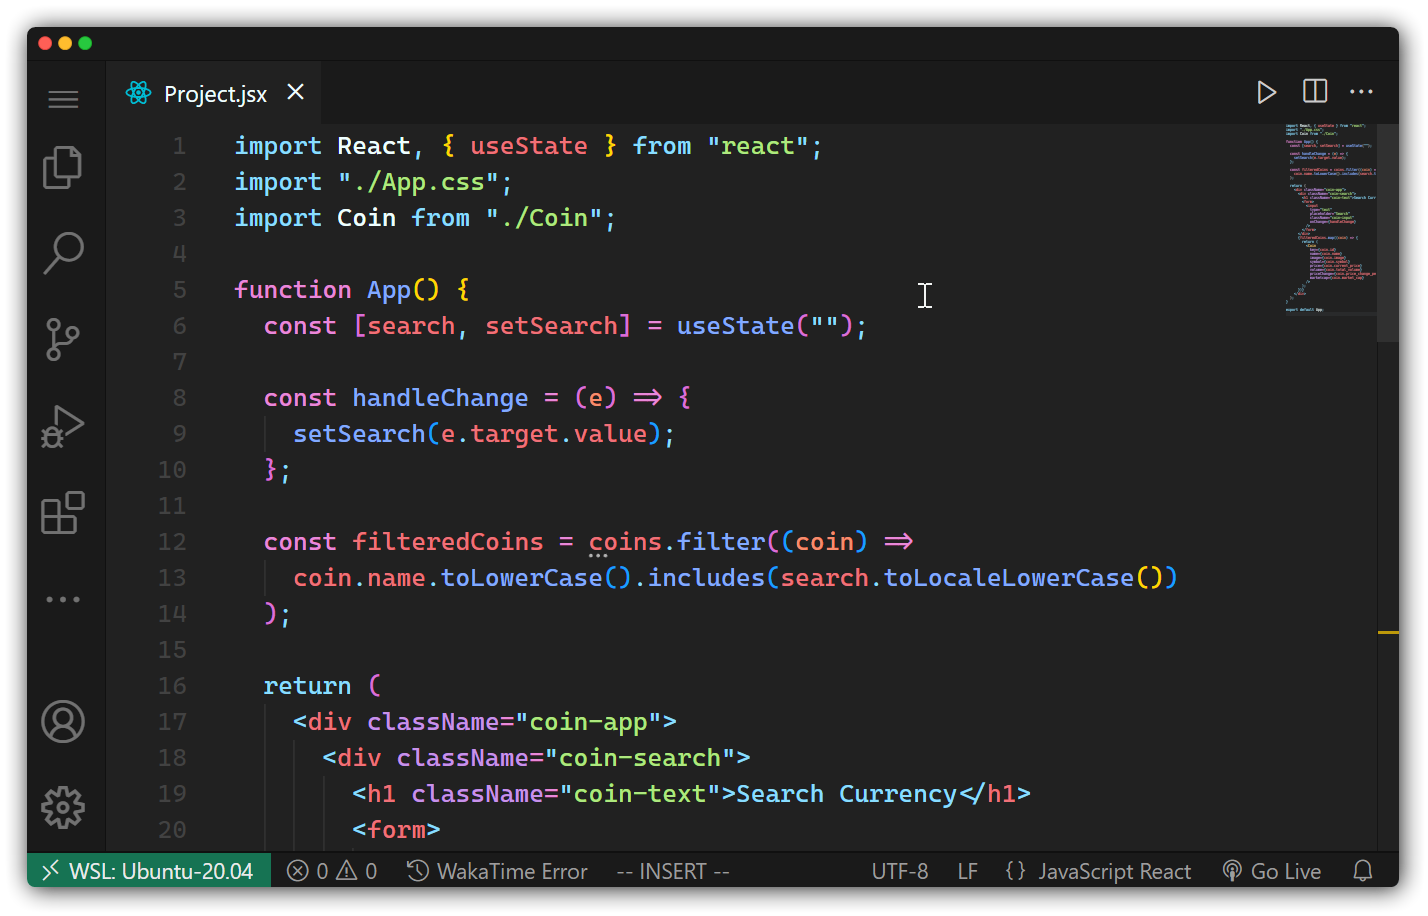 Project.jsx
1 import React, { useState } from "react";
2 import "./App.css";
3 import Coin from "./Coin";
4
5 function App() {
6   const [search, setSearch] = useState("");
7
8   const handleChange = (e) => {
9     setSearch(e.target.value);
10   };
11
12   const filteredCoins = coins.filter((coin) =>
13     coin.name.toLowerCase().includes(search.toLocaleLowerCase())
14   );
15
16   return (
17     <div className="coin-app">
18       <div className="coin-search">
19         <h1 className="coin-text">Search Currency</h1>
20         <form>
WSL: Ubuntu-20.04 0 0 WakaTime Error -- INSERT -- UTF-8 LF {} JavaScript React Go Live